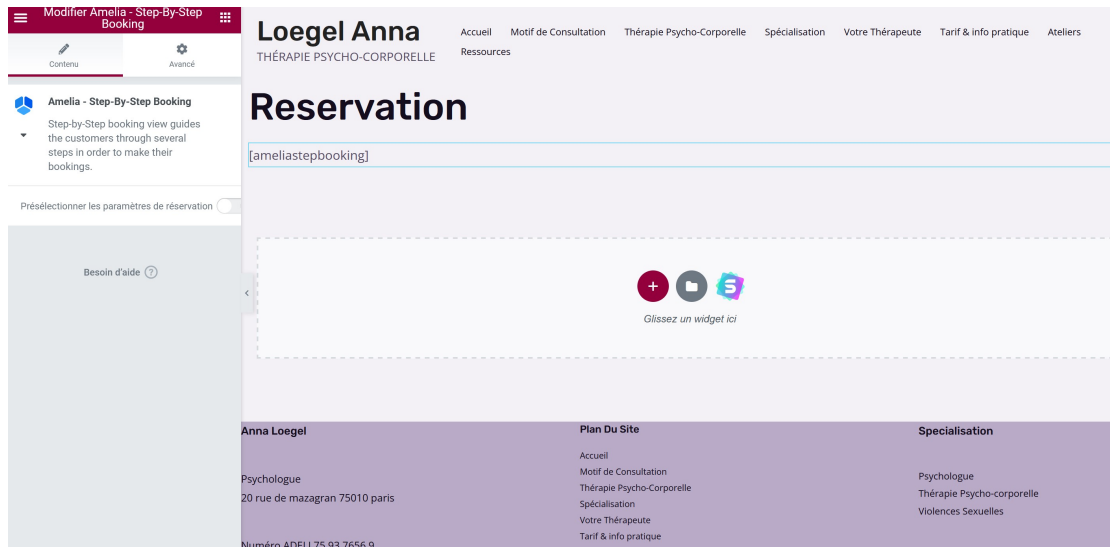 Modifier Amelia - Step-By-Step
Booking
Contenu
Avancé
Amelia - Step-By-Step Booking
Step-by-Step booking view guides
the customers through several
steps in order to make their
bookings.
Présélectionner les paramètres de réservation
Besoin d'aide ?
Loegel Anna
THÉRAPIE PSYCHO-CORPORELLE
Accueil Motif de Consultation Thérapie Psycho-Corporelle Spécialisation Votre Thérapeute Tarif & info pratique Ateliers
Ressources
Reservation
[ameliastepbooking]
S
Glissez un widget ici
Anna Loegel
Psychologue
20 rue de mazagran 75010 paris
Numéro ADELI 75 93 7656 9
Plan Du Site
Accueil
Motif de Consultation
Thérapie Psycho-Corporelle
Spécialisation
Votre Thérapeute
Tarif & info pratique
Specialisation
Psychologue
Thérapie Psycho-corporelle
Violences Sexuelles